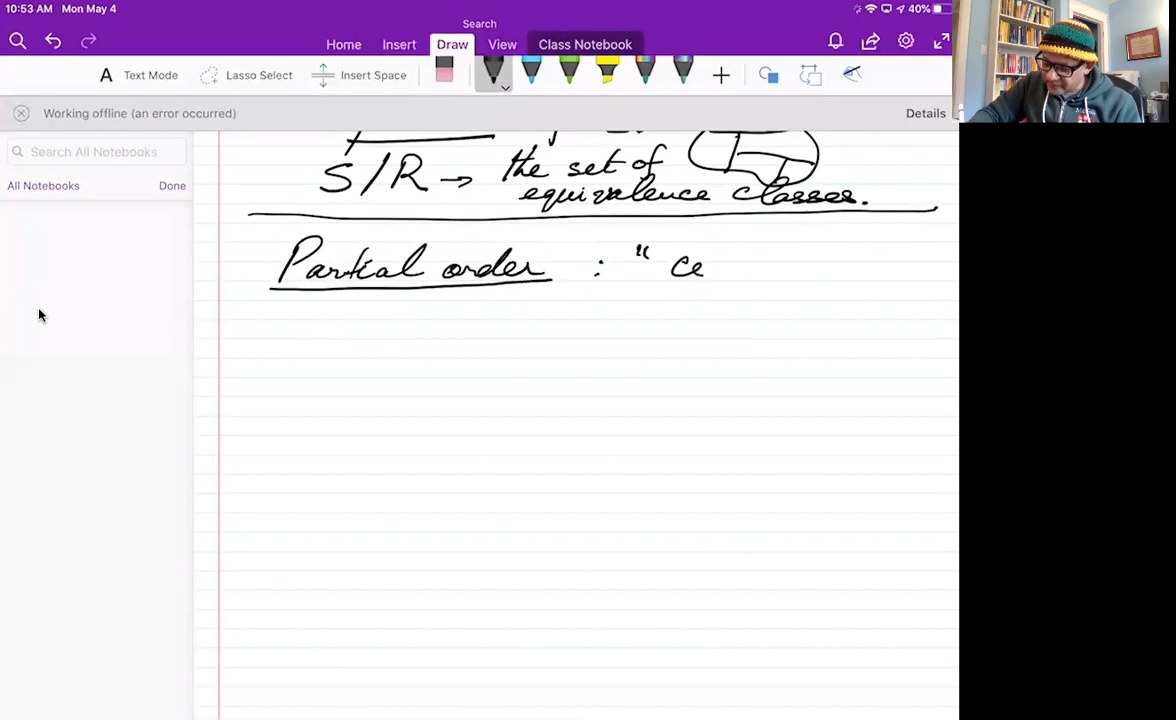 10:53 AM Mon May 4
40%
Search
Home Insert Draw View Class Notebook
A Text Mode Lasso Select Insert Space
Working offline (an error occurred) Details
Search All Notebooks
All Notebooks Done
S/R → the set of
equivalence classes.
Partial order : " ce